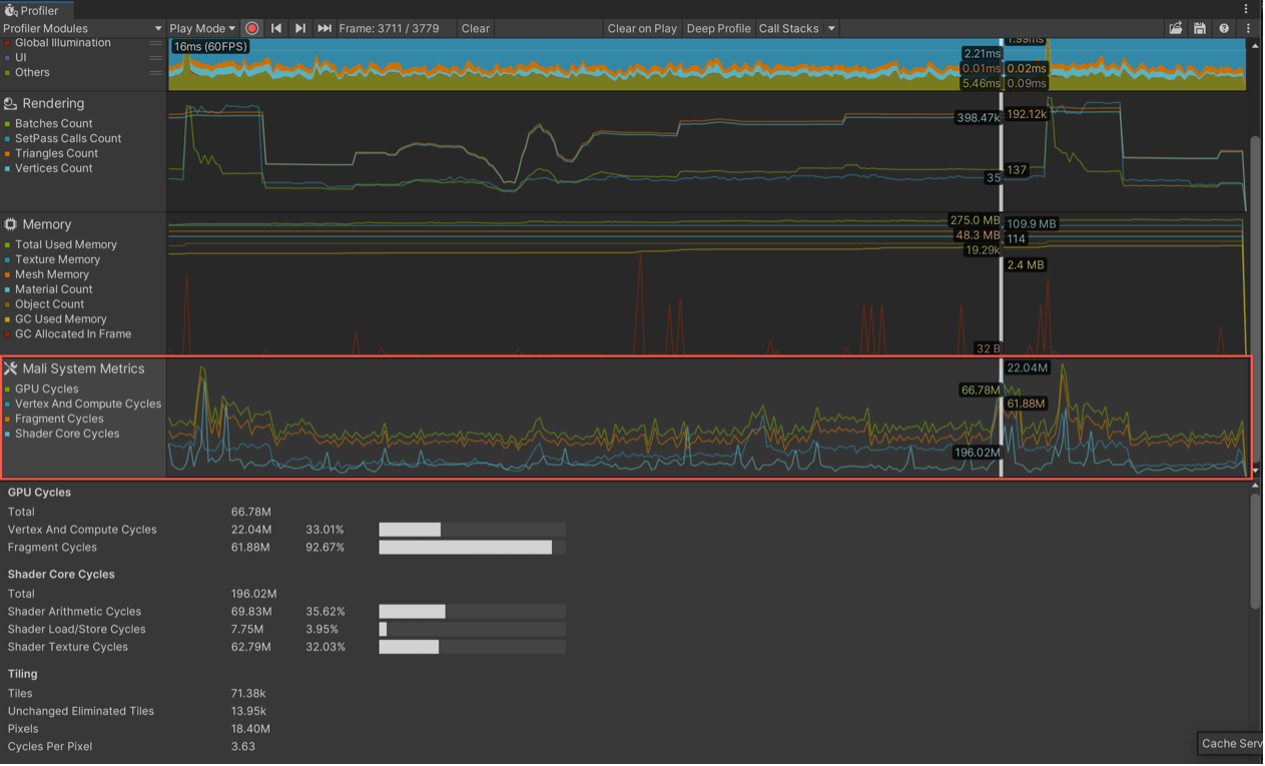 Profiler
Profiler Modules
Play Mode
Frame: 3711 / 3779
Clear
Clear on Play
Deep Profiler
Call Stacks
Global Illumination
UI
Others
16ms (60FPS)
2.21ms
0.01ms
5.46ms
1.99ms
0.02ms
0.09ms
Rendering
Batches Count
SetPass Calls Count
Triangles Count
Vertices Count
398.47k
192.12k
137
35
Memory
Total Used Memory
Texture Memory
Mesh Memory
Material Count
Object Count
GC Used Memory
GC Allocated In Frame
275.0 MB
109.9 MB
48.3 MB
114
19.29k
2.4 MB
32 B
Mali System Metrics
GPU Cycles
Vertex And Compute Cycles
Fragment Cycles
Shader Core Cycles
22.04M
66.78M
61.88M
196.02M
GPU Cycles
Total 66.78M
Vertex And Compute Cycles 22.04M 33.01%
Fragment Cycles 61.88M 92.67%
Shader Core Cycles
Total 196.02M
Shader Arithmetic Cycles 69.83M 35.62%
Shader Load/Store Cycles 7.75M 3.95%
Shader Texture Cycles 62.79M 32.03%
Tiling
Tiles 71.38k
Unchanged Eliminated Tiles 13.95k
Pixels 18.40M
Cycles Per Pixel 3.63
Cache Serv